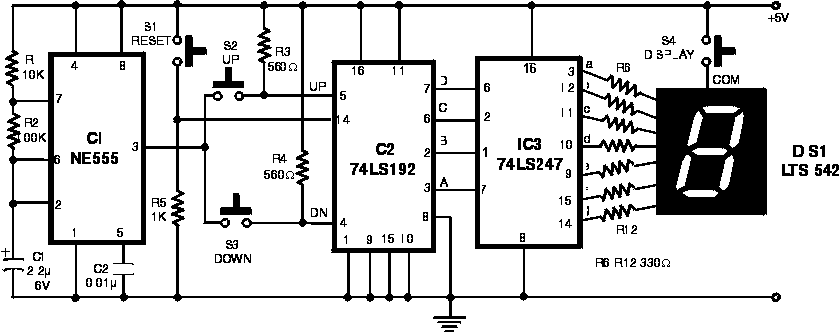 S1
RESET
S2
UP
R3
560Ω
S4
DISPLAY
+5V
R
10K
4
8
16
11
16
3
a
R6
COM
7
UP
5
7
D
6
12
b
R2
100K
CI
NE555
3
14
C2
74LS192
6
C
2
IC3
74LS247
11
c
10
d
6
R4
560Ω
2
B
1
9
e
DS1
LTS 542
2
R5
1K
3
A
7
15
14
R12
S3
DOWN
DN
4
8
1
5
1
9
15
10
8
C1
2.2µ
6V
C2
0.01µ
R6 R12 330Ω